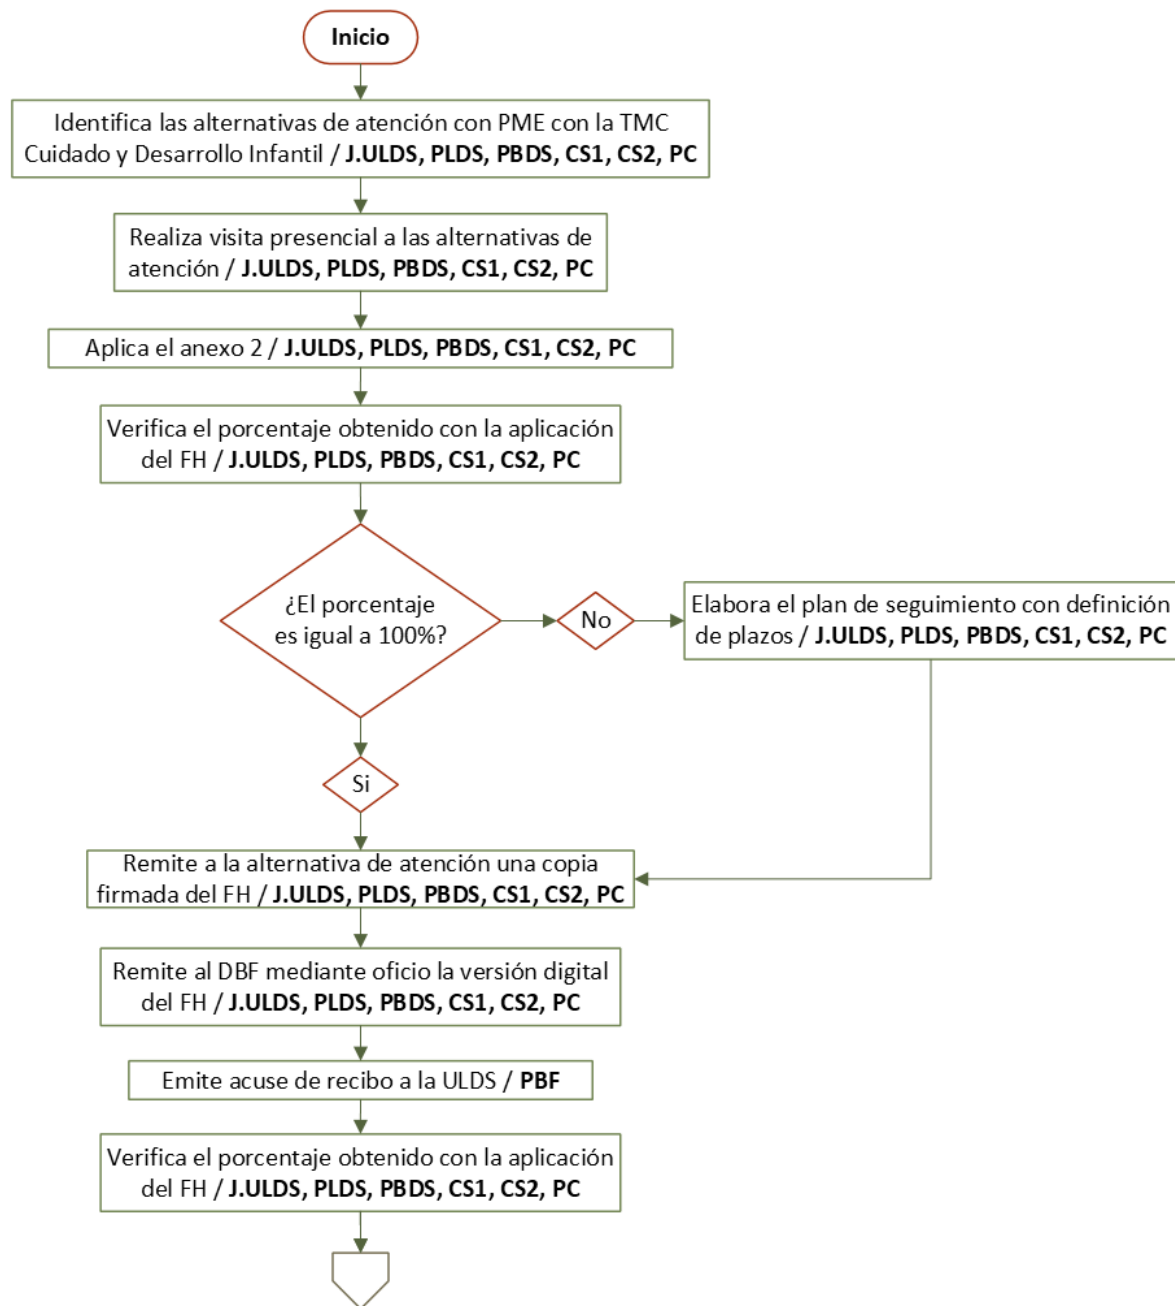 Inicio
Identifica las alternativas de atención con PME con la TMC
Cuidado y Desarrollo Infantil / J.ULDS, PLDS, PBDS, CS1, CS2, PC
Realiza visita presencial a las alternativas de
atención / J.ULDS, PLDS, PBDS, CS1, CS2, PC
Aplica el anexo 2 / J.ULDS, PLDS, PBDS, CS1, CS2, PC
Verifica el porcentaje obtenido con la aplicación
del FH / J.ULDS, PLDS, PBDS, CS1, CS2, PC
¿El porcentaje
es igual a 100%?
No
Elabora el plan de seguimiento con definición
de plazos / J.ULDS, PLDS, PBDS, CS1, CS2, PC
Si
Remite a la alternativa de atención una copia
firmada del FH / J.ULDS, PLDS, PBDS, CS1, CS2, PC
Remite al DBF mediante oficio la versión digital
del FH / J.ULDS, PLDS, PBDS, CS1, CS2, PC
Emite acuse de recibo a la ULDS / PBF
Verifica el porcentaje obtenido con la aplicación
del FH / J.ULDS, PLDS, PBDS, CS1, CS2, PC